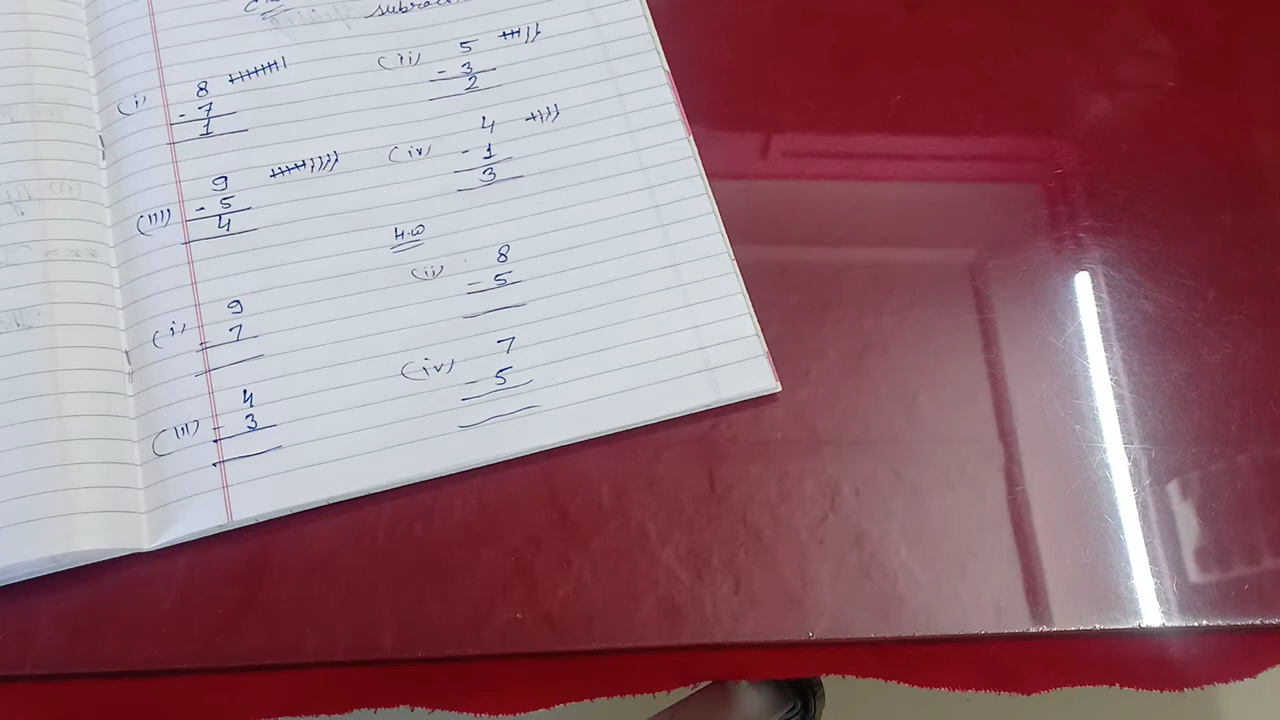 (i) 8 - 7 1
(ii) 5 - 3 2
(iii) 9 - 5 4
(iv) 4 - 1 3
H.W
(i) 9 - 7
(ii) 8 - 5
(iii) 4 - 3
(iv) 7 - 5